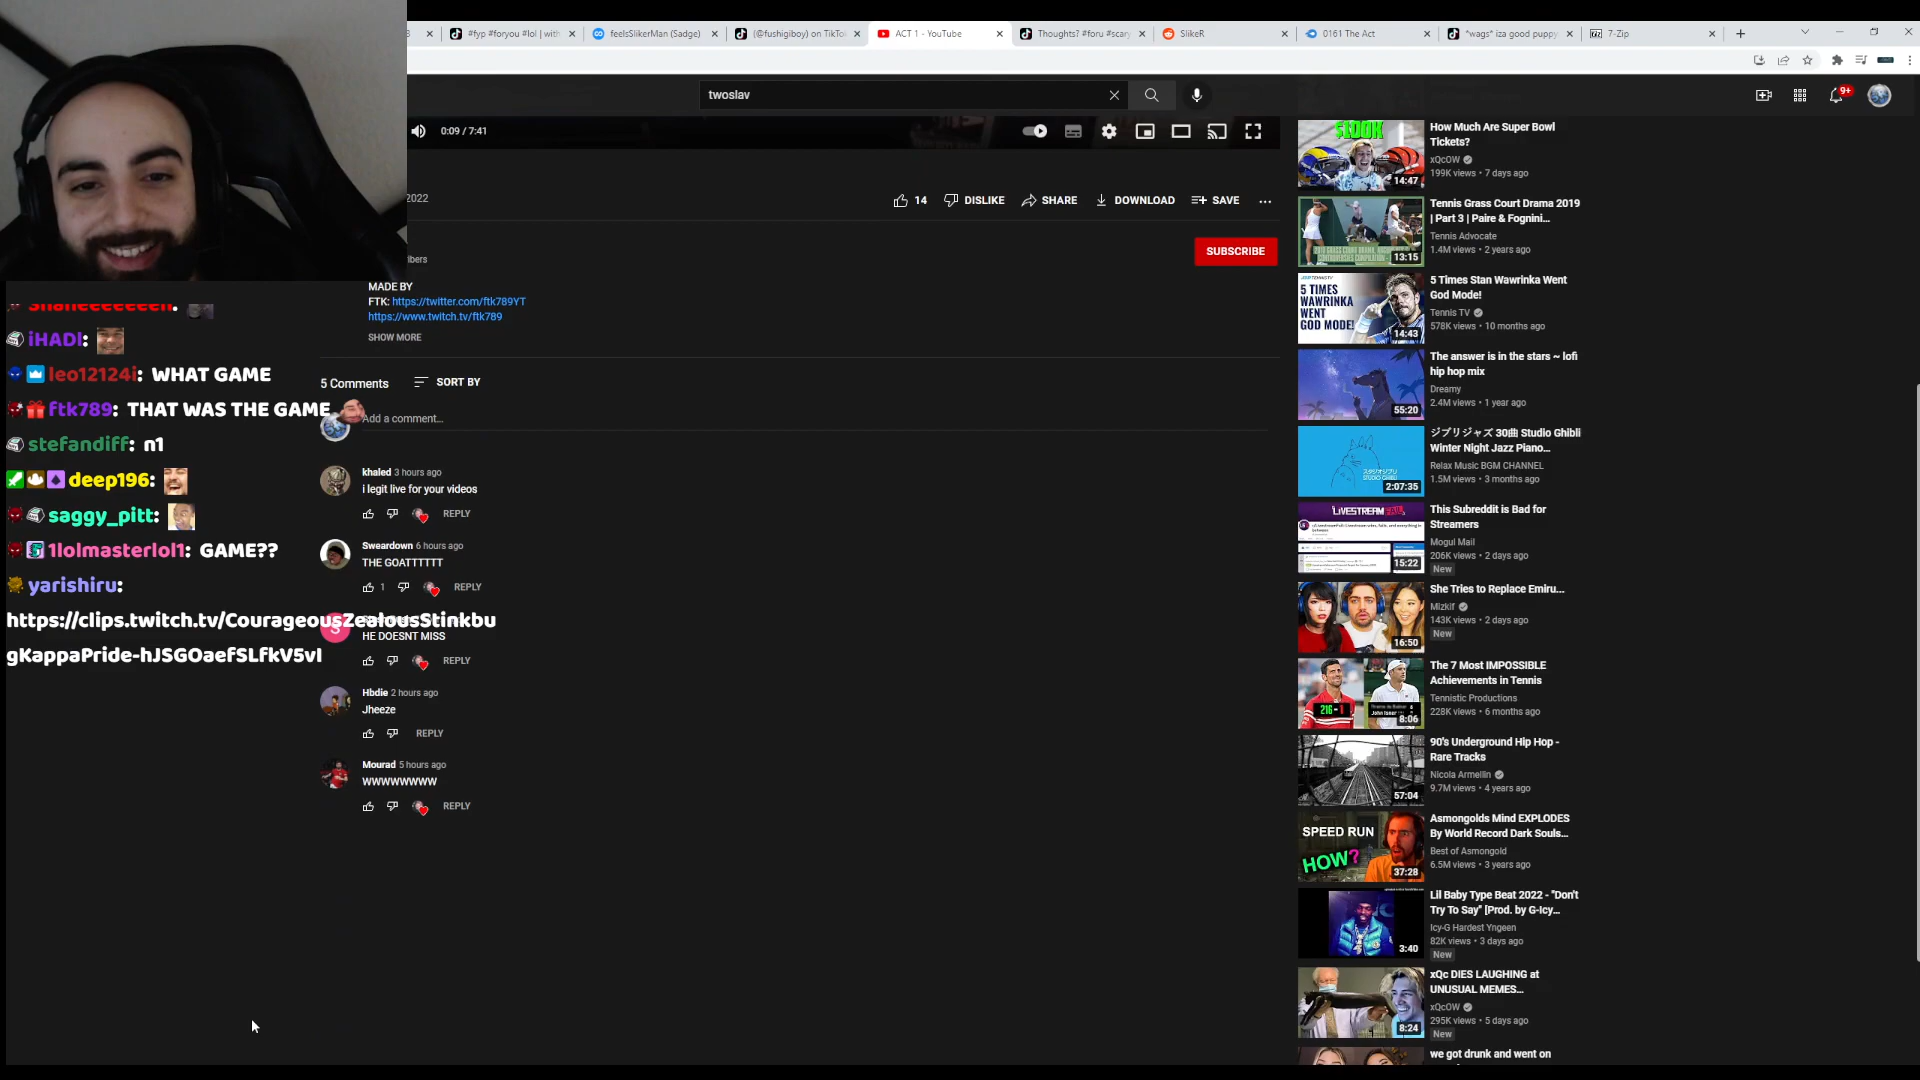 #fyp #foryou #lol | with
feelsSlikerMan (Sadge)
(@fushigiboy) on TikTok
ACT 1 - YouTube
Thoughts? #foru #scary
SlikeR
0161 The Act
*wags* iza good puppy
7-Zip
twoslav
9+
0:09 / 7:41
2022
14
DISLIKE
SHARE
DOWNLOAD
SAVE
SUBSCRIBE
MADE BY
FTK: https://twitter.com/ftk789YT
https://www.twitch.tv/ftk789
SHOW MORE
5 Comments
SORT BY
Add a comment...
khaled 3 hours ago
i legit live for your videos
REPLY
Sweardown 6 hours ago
THE GOATTTTTT
1
REPLY
HE DOESNT MISS
REPLY
Hbdie 2 hours ago
Jheeze
REPLY
Mourad 5 hours ago
WWWWWWWW
REPLY
iHADI:
leo12124i: WHAT GAME
ftk789: THAT WAS THE GAME
stefandiff: n1
deep196:
saggy_pitt:
1lolmasterlol1: GAME??
yarishiru:
https://clips.twitch.tv/CourageousZealousStinkbu
gKappaPride-hJSGOaefSLfkV5vI
$100K
14:47
How Much Are Super Bowl
Tickets?
xQcOW
199K views • 7 days ago
13:15
Tennis Grass Court Drama 2019
| Part 3 | Paire & Fognini...
Tennis Advocate
1.4M views • 2 years ago
5 TIMES
WAWRINKA
WENT
GOD MODE!
14:43
5 Times Stan Wawrinka Went
God Mode!
Tennis TV
578K views • 10 months ago
55:20
The answer is in the stars ~ lofi
hip hop mix
Dreamy
2.4M views • 1 year ago
2:07:35
ジブリジャズ 30曲 Studio Ghibli
Winter Night Jazz Piano...
Relax Music BGM CHANNEL
1.5M views • 3 months ago
LIVESTREAM FAIL
15:22
This Subreddit is Bad for
Streamers
Mogul Mail
206K views • 2 days ago
New
16:50
She Tries to Replace Emiru...
Mizkif
143K views • 2 days ago
New
216 - 1
John Isner
8:06
The 7 Most IMPOSSIBLE
Achievements in Tennis
Tennistic Productions
228K views • 6 months ago
57:04
90's Underground Hip Hop -
Rare Tracks
Nicola Armellin
9.7M views • 4 years ago
SPEED RUN
HOW?
37:28
Asmongolds Mind EXPLODES
By World Record Dark Souls...
Best of Asmongold
6.5M views • 3 years ago
3:40
Lil Baby Type Beat 2022 - "Don't
Try To Say" [Prod. by G-Icy...
Icy-G Hardest Yngeen
82K views • 3 days ago
New
8:24
xQc DIES LAUGHING at
UNUSUAL MEMES...
xQcOW
295K views • 5 days ago
New
we got drunk and went on